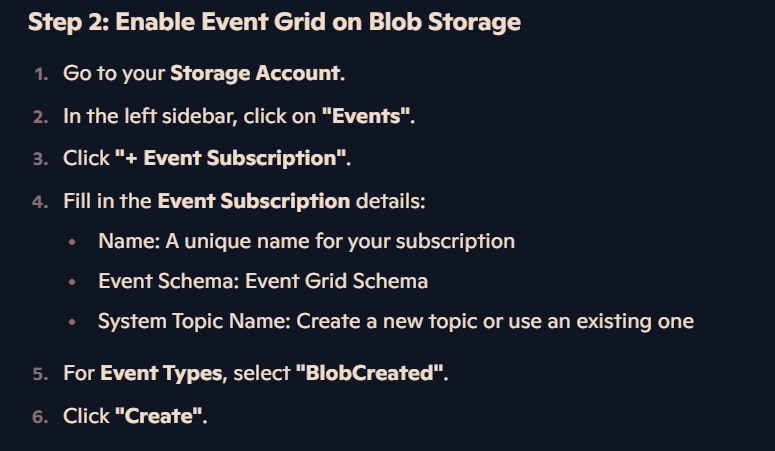 Step 2: Enable Event Grid on Blob Storage
1. Go to your Storage Account.
2. In the left sidebar, click on "Events".
3. Click "+ Event Subscription".
4. Fill in the Event Subscription details:
• Name: A unique name for your subscription
• Event Schema: Event Grid Schema
• System Topic Name: Create a new topic or use an existing one
5. For Event Types, select "BlobCreated".
6. Click "Create".